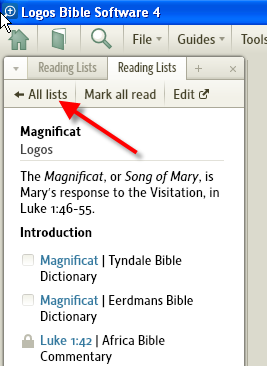 Logos Bible Software 4
File Guides Tools
Reading Lists Reading Lists
All lists Mark all read Edit
Magnificat
Logos
The Magnificat, or Song of Mary, is
Mary's response to the Visitation, in
Luke 1:46-55.
Introduction
Magnificat | Tyndale Bible
Dictionary
Magnificat | Eerdmans Bible
Dictionary
Luke 1:42 | Africa Bible
Commentary